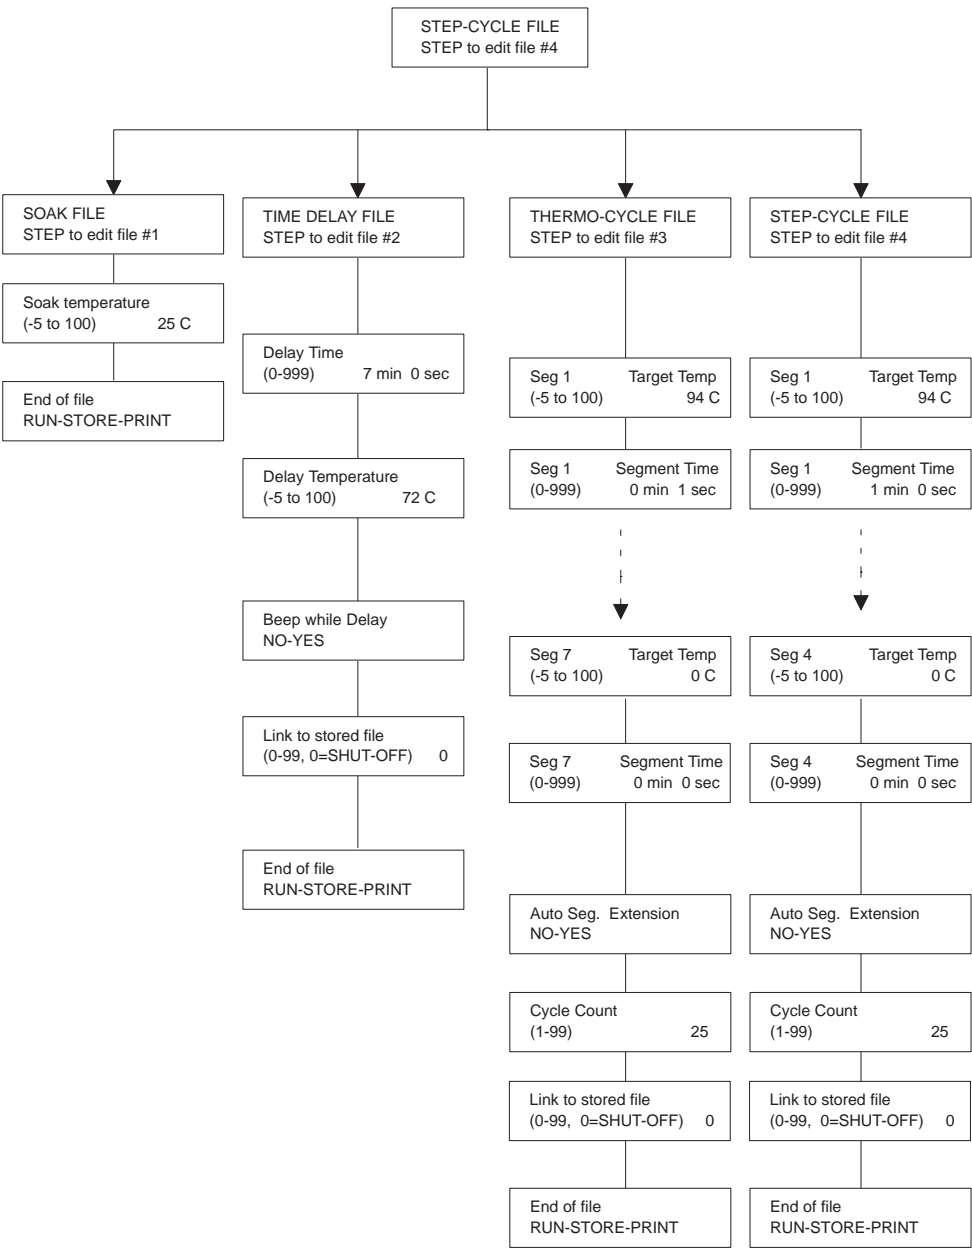 STEP-CYCLE FILE
STEP to edit file #4
SOAK FILE
STEP to edit file #1
Soak temperature
(-5 to 100) 25 C
End of file
RUN-STORE-PRINT
TIME DELAY FILE
STEP to edit file #2
Delay Time
(0-999) 7 min 0 sec
Delay Temperature
(-5 to 100) 72 C
Beep while Delay
NO-YES
Link to stored file
(0-99, 0=SHUT-OFF) 0
End of file
RUN-STORE-PRINT
THERMO-CYCLE FILE
STEP to edit file #3
Seg 1 Target Temp
(-5 to 100) 94 C
Seg 1 Segment Time
(0-999) 0 min 1 sec
Seg 7 Target Temp
(-5 to 100) 0 C
Seg 7 Segment Time
(0-999) 0 min 0 sec
Auto Seg. Extension
NO-YES
Cycle Count
(1-99) 25
Link to stored file
(0-99, 0=SHUT-OFF) 0
End of file
RUN-STORE-PRINT
STEP-CYCLE FILE
STEP to edit file #4
Seg 1 Target Temp
(-5 to 100) 94 C
Seg 1 Segment Time
(0-999) 1 min 0 sec
Seg 4 Target Temp
(-5 to 100) 0 C
Seg 4 Segment Time
(0-999) 0 min 0 sec
Auto Seg. Extension
NO-YES
Cycle Count
(1-99) 25
Link to stored file
(0-99, 0=SHUT-OFF) 0
End of file
RUN-STORE-PRINT